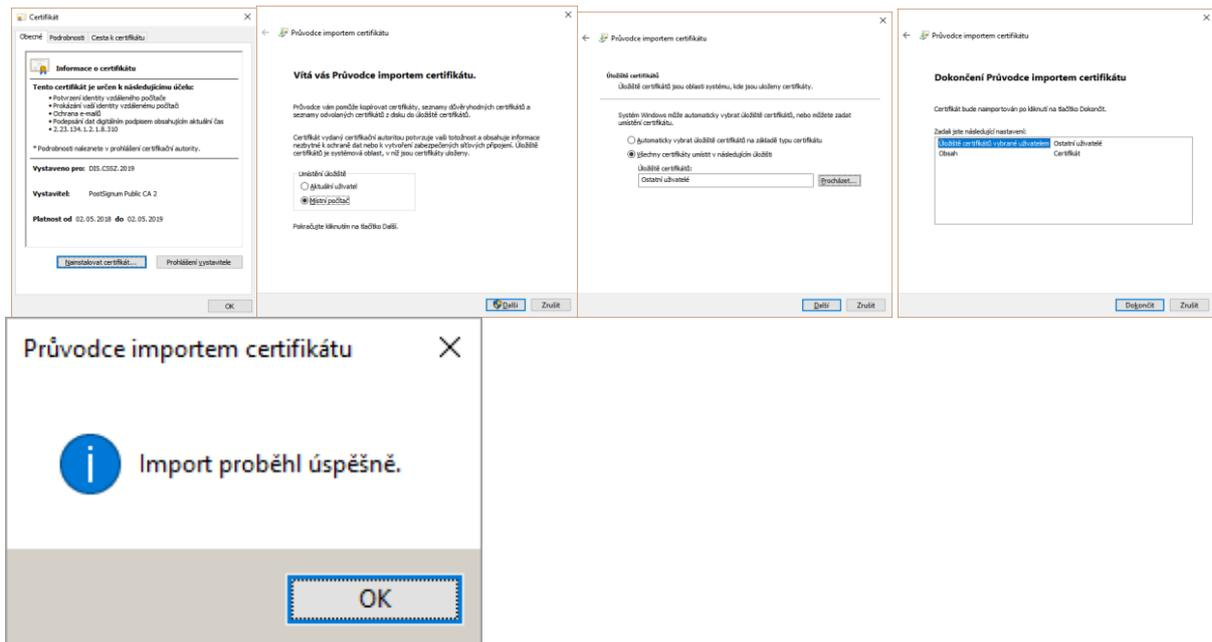 Certifikát
Obecné Podrobnosti Cesta k certifikátu
Informace o certifikátu
Tento certifikát je určen k následujícímu účelu:
• Potvrzení identity vzdáleného počítače
• Prokázání vaší identity vzdálenému počítači
• Ochrana e-mailů
• Podepsání dat digitálním podpisem obsahujícím aktuální čas
• 2.23.134.1.2.1.8.310
* Podrobnosti naleznete v prohlášení certifikační autority.
Vystaveno pro: DIS.CSSZ.2019
Vystavitel: PostSignum Public CA 2
Platnost od 02.05.2018 do 02.05.2019
Nainstalovat certifikát... Prohlášení vystavitele
OK
Průvodce importem certifikátu
Vítá vás Průvodce importem certifikátu.
Průvodce vám pomůže kopírovat certifikáty, seznamy důvěryhodných certifikátů a
seznamy odvolaných certifikátů z disku do úložiště certifikátů.
Certifikát vydaný certifikační autoritou potvrzuje vaši totožnost a obsahuje informace
nezbytné k ochraně dat nebo k vytvoření zabezpečených síťových připojení. Úložiště
certifikátů je systémová oblast, v níž jsou certifikáty uloženy.
Umístění úložiště
Aktuální uživatel
Místní počítač
Pokračujte kliknutím na tlačítko Další.
Další Zrušit
Průvodce importem certifikátu
Úložiště certifikátů
Úložiště certifikátů jsou oblasti systému, kde jsou uloženy certifikáty.
Systém Windows může automaticky vybrat úložiště certifikátů, nebo můžete zadat
umístění certifikátu.
Automaticky vybrat úložiště certifikátů na základě typu certifikátu
Všechny certifikáty umístit v následujícím úložišti
Úložiště certifikátů:
Ostatní uživatelé Procházet...
Další Zrušit
Průvodce importem certifikátu
Dokončení Průvodce importem certifikátu
Certifikát bude naimportován po kliknutí na tlačítko Dokončit.
Zadali jste následující nastavení:
Úložiště certifikátů vybrané uživatelem Ostatní uživatelé
Obsah Certifikát
Dokončit Zrušit
Průvodce importem certifikátu
Import proběhl úspěšně.
OK